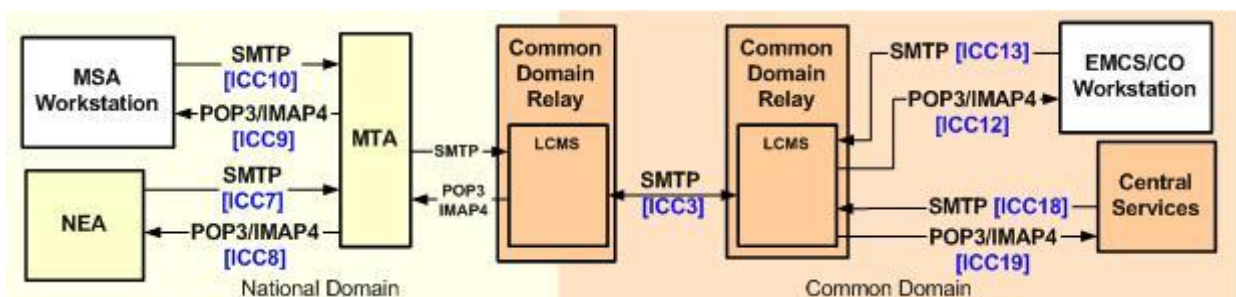 MSA
Workstation
SMTP
[ICC10]
POP3/IMAP4
[ICC9]
NEA
SMTP
[ICC7]
POP3/IMAP4
[ICC8]
MTA
SMTP
POP3
IMAP4
Common
Domain
Relay
LCMS
SMTP
[ICC3]
Common
Domain
Relay
LCMS
SMTP [ICC13]
POP3/IMAP4
[ICC12]
EMCS/CO
Workstation
SMTP [ICC18]
POP3/IMAP4
[ICC19]
Central
Services
National Domain
Common Domain